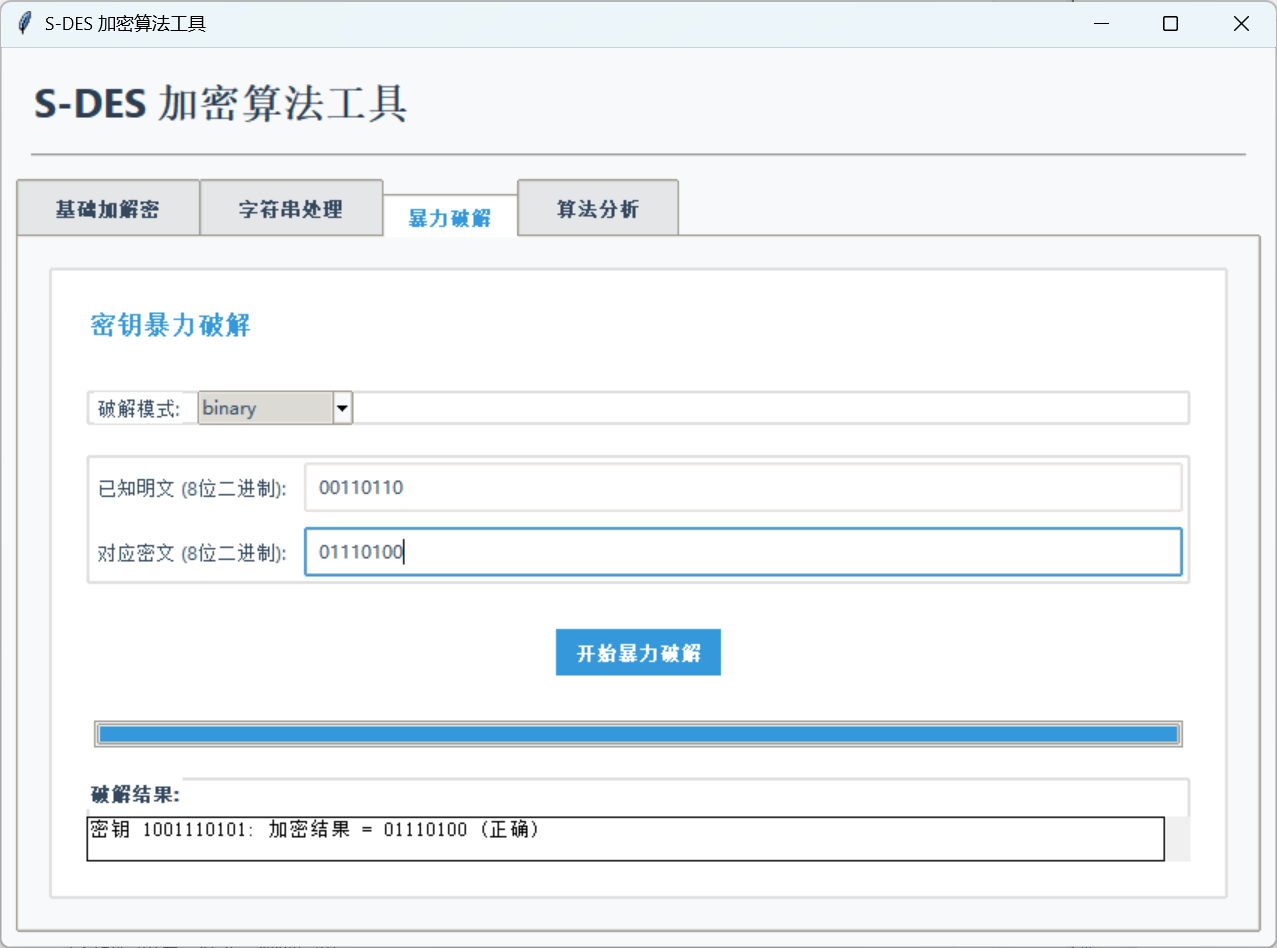 S-DES 加密算法工具
S-DES 加密算法工具
基础加解密 字符串处理 暴力破解 算法分析
密钥暴力破解
破解模式: binary
已知明文 (8位二进制): 00110110
对应密文 (8位二进制): 01110100
开始暴力破解
破解结果:
密钥 1001110101: 加密结果 = 01110100 (正确)